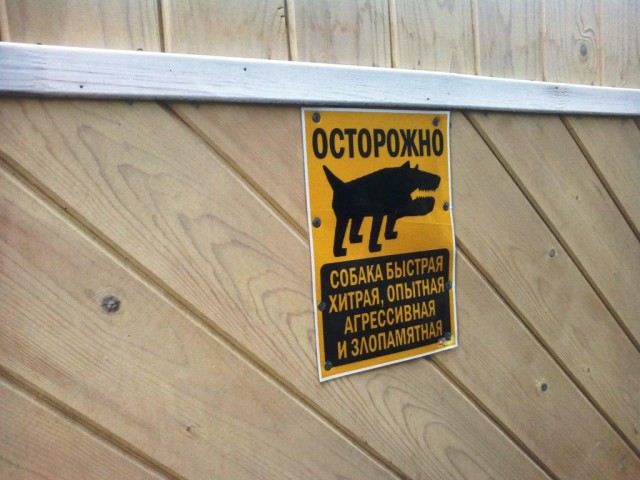 ОСТОРОЖНО
СОБАКА БЫСТРАЯ
ХИТРАЯ, ОПЫТНАЯ
АГРЕССИВНАЯ
И ЗЛОПАМЯТНАЯ